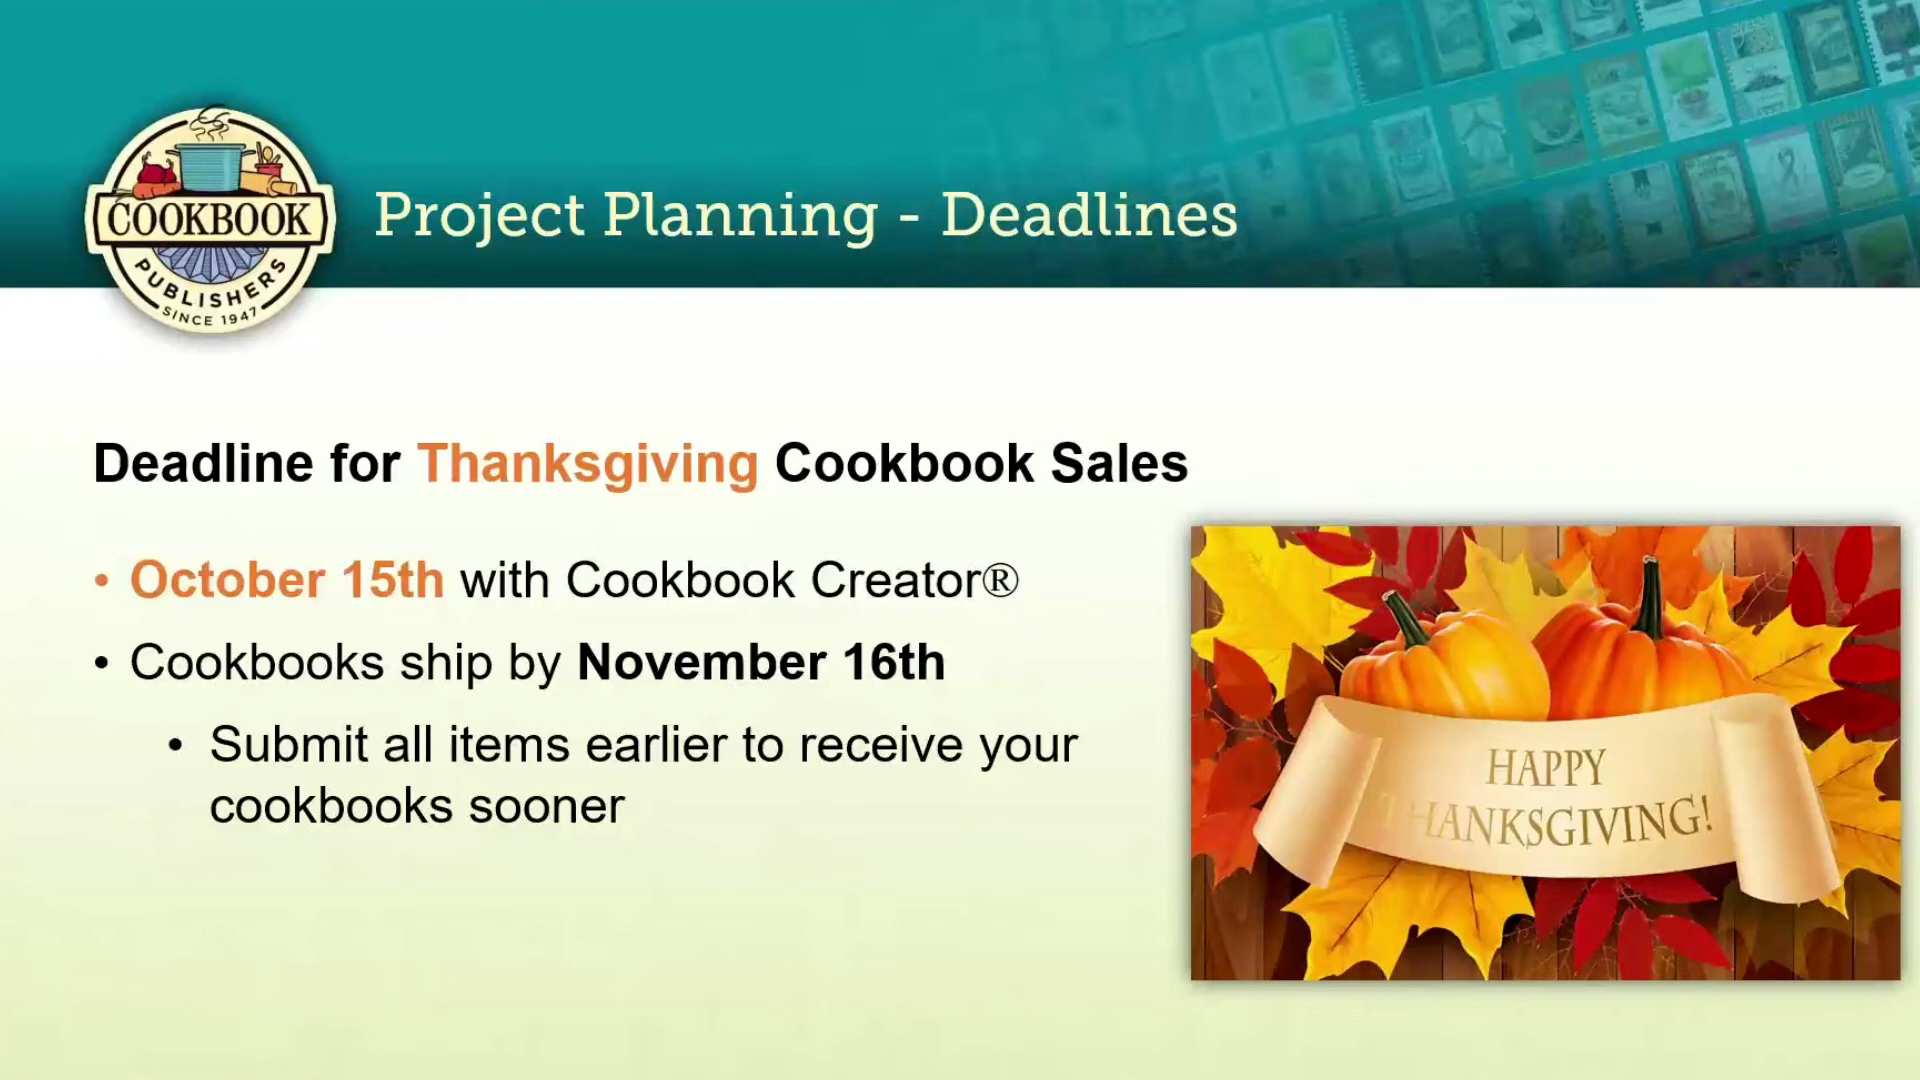 COOKBOOK
PUBLISHERS
SINCE 1947
Project Planning - Deadlines
Deadline for Thanksgiving Cookbook Sales
• October 15th with Cookbook Creator®
• Cookbooks ship by November 16th
• Submit all items earlier to receive your
cookbooks sooner
HAPPY
THANKSGIVING!